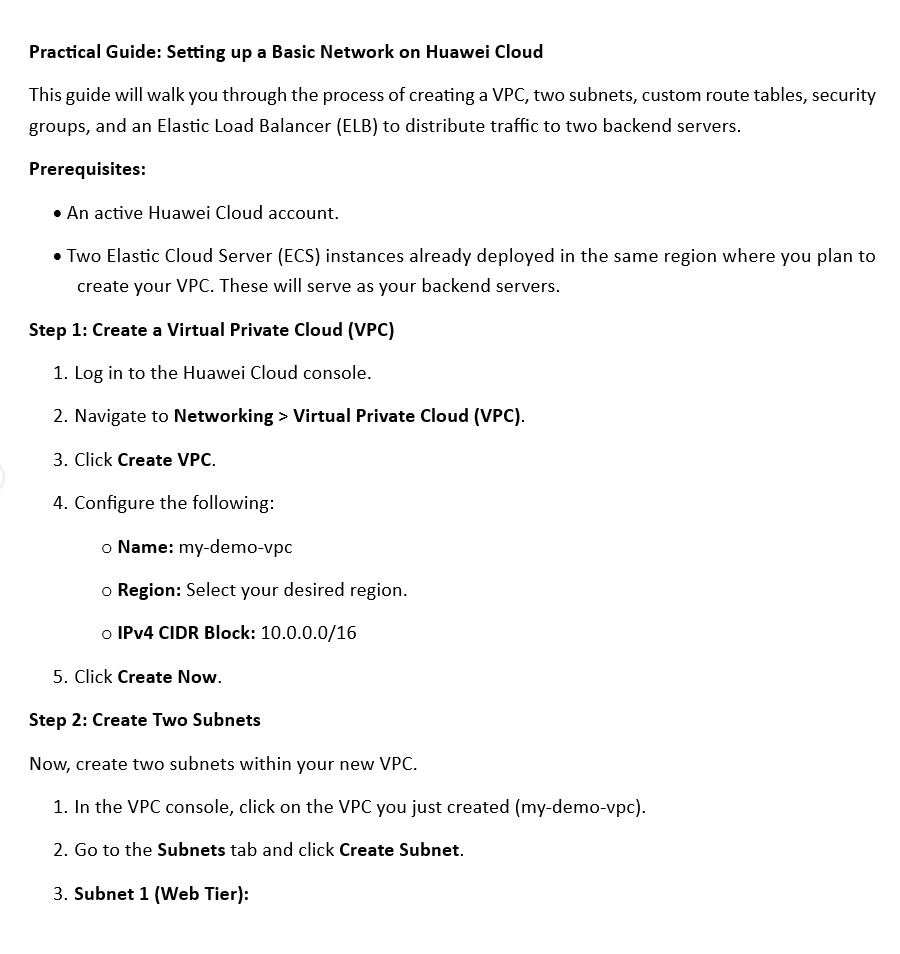 Practical Guide: Setting up a Basic Network on Huawei Cloud
This guide will walk you through the process of creating a VPC, two subnets, custom route tables, security
groups, and an Elastic Load Balancer (ELB) to distribute traffic to two backend servers.
Prerequisites:
• An active Huawei Cloud account.
• Two Elastic Cloud Server (ECS) instances already deployed in the same region where you plan to
create your VPC. These will serve as your backend servers.
Step 1: Create a Virtual Private Cloud (VPC)
1. Log in to the Huawei Cloud console.
2. Navigate to Networking > Virtual Private Cloud (VPC).
3. Click Create VPC.
4. Configure the following:
o Name: my-demo-vpc
o Region: Select your desired region.
o IPv4 CIDR Block: 10.0.0.0/16
5. Click Create Now.
Step 2: Create Two Subnets
Now, create two subnets within your new VPC.
1. In the VPC console, click on the VPC you just created (my-demo-vpc).
2. Go to the Subnets tab and click Create Subnet.
3. Subnet 1 (Web Tier):